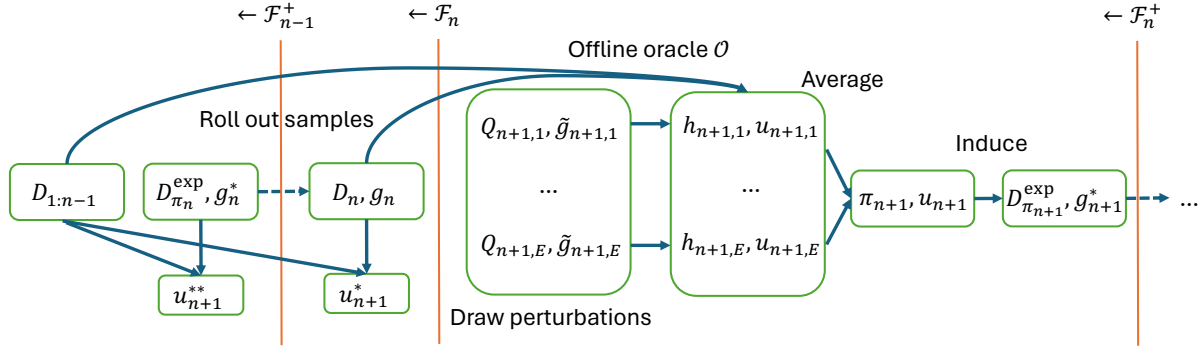 ← ℱ⁺ₙ₋₁
← ℱₙ
← ℱ⁺ₙ
Offline oracle 𝒪
Average
Roll out samples
Induce
D₁:ₙ₋₁
D^exp_πₙ, g*ₙ
Dₙ, gₙ
Qₙ₊₁,₁, g̃ₙ₊₁,₁
...
Qₙ₊₁,E, g̃ₙ₊₁,E
hₙ₊₁,₁, uₙ₊₁,₁
...
hₙ₊₁,E, uₙ₊₁,E
πₙ₊₁, uₙ₊₁
D^exp_πₙ₊₁, g*ₙ₊₁
...
u**ₙ₊₁
u*ₙ₊₁
Draw perturbations